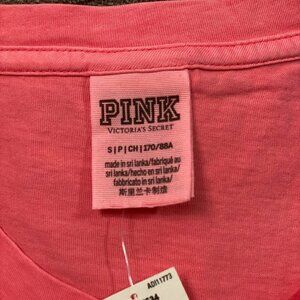 PINK
VICTORIA'S SECRET
S|P|CH|170/88A
made in sri lanka/fabriqué au
sri lanka/hecho en sri lanka/
fabbricato in sri lanka/
斯里兰卡制造
A0111773